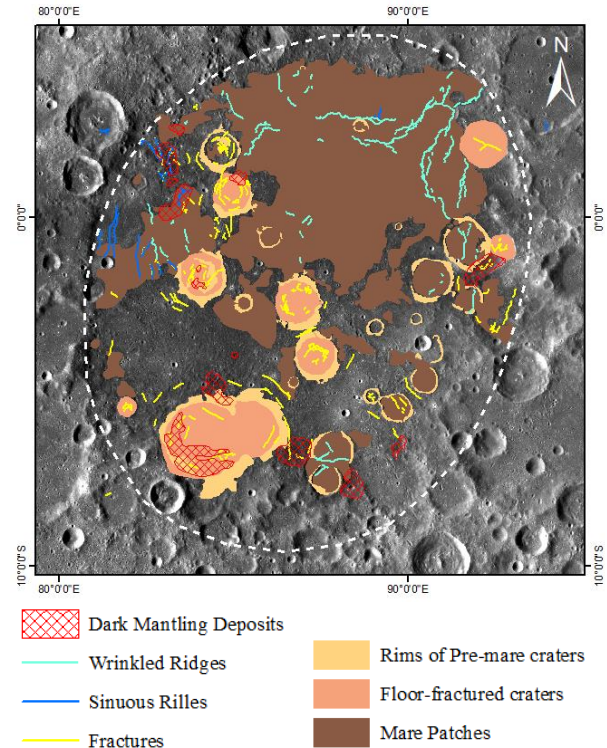 80°0'0"E
90°0'0"E
N
0°0'0"
0°0'0"
10°0'0"S
10°0'0"S
80°0'0"E
90°0'0"E
Dark Mantling Deposits
Wrinkled Ridges
Sinuous Rilles
Fractures
Rims of Pre-mare craters
Floor-fractured craters
Mare Patches